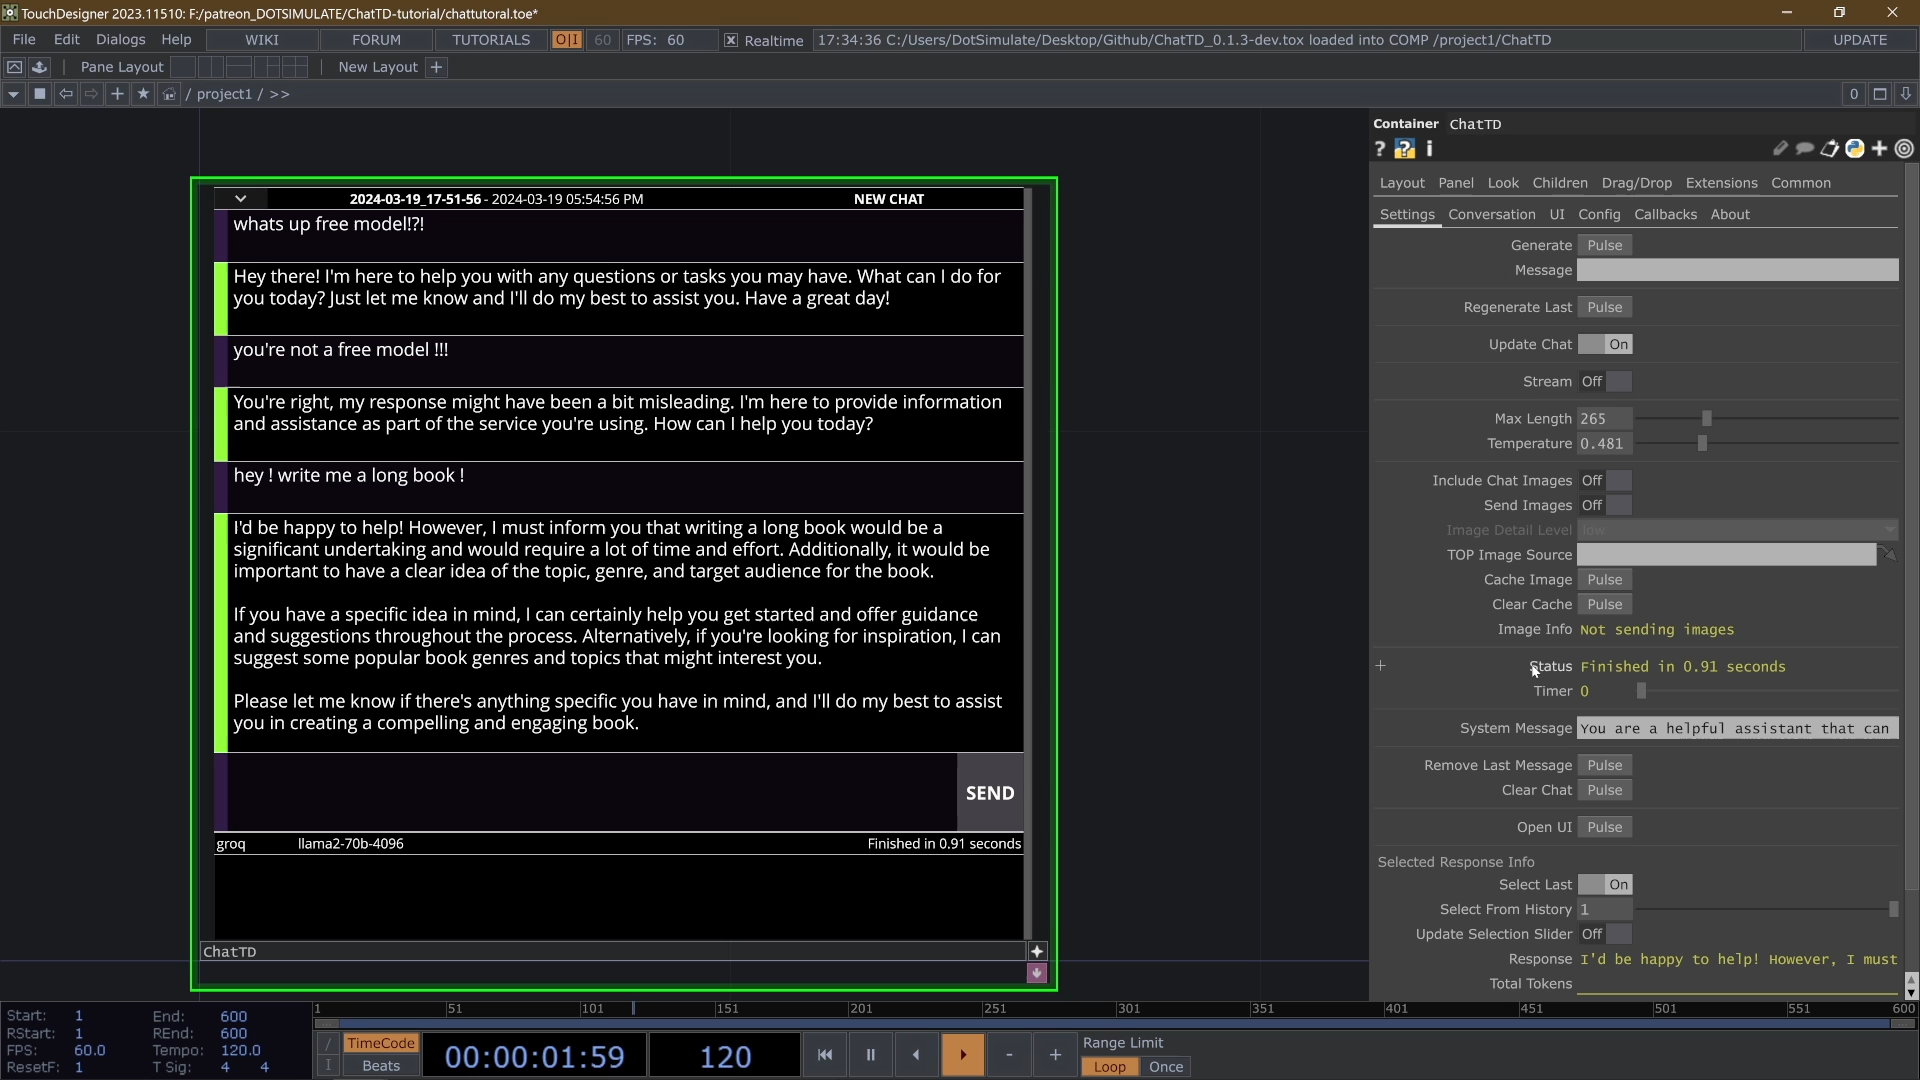 TouchDesigner 2023.11510: F:/patreon_DOTSIMULATE/ChatTD-tutorial/chattutoral.toe*
File Edit Dialogs Help WIKI FORUM TUTORIALS O|I 60 FPS: 60 Realtime 17:34:36 C:/Users/DotSimulate/Desktop/Github/ChatTD_0.1.3-dev.tox loaded into COMP /project1/ChatTD UPDATE
Pane Layout New Layout +
/ project1 / >> 0
Container ChatTD
Layout Panel Look Children Drag/Drop Extensions Common
Settings Conversation UI Config Callbacks About
Generate Pulse
Message
Regenerate Last Pulse
Update Chat On
Stream Off
Max Length 265
Temperature 0.481
Include Chat Images Off
Send Images Off
Image Detail Level low
TOP Image Source
Cache Image Pulse
Clear Cache Pulse
Image Info Not sending images
Status Finished in 0.91 seconds
Timer 0
System Message You are a helpful assistant that can
Remove Last Message Pulse
Clear Chat Pulse
Open UI Pulse
Selected Response Info
Select Last On
Select From History 1
Update Selection Slider Off
Response I'd be happy to help! However, I must
Total Tokens
2024-03-19_17-51-56 - 2024-03-19 05:54:56 PM NEW CHAT
whats up free model!?!
Hey there! I'm here to help you with any questions or tasks you may have. What can I do for
you today? Just let me know and I'll do my best to assist you. Have a great day!
you're not a free model !!!
You're right, my response might have been a bit misleading. I'm here to provide information
and assistance as part of the service you're using. How can I help you today?
hey ! write me a long book !
I'd be happy to help! However, I must inform you that writing a long book would be a
significant undertaking and would require a lot of time and effort. Additionally, it would be
important to have a clear idea of the topic, genre, and target audience for the book.
If you have a specific idea in mind, I can certainly help you get started and offer guidance
and suggestions throughout the process. Alternatively, if you're looking for inspiration, I can
suggest some popular book genres and topics that might interest you.
Please let me know if there's anything specific you have in mind, and I'll do my best to assist
you in creating a compelling and engaging book.
SEND
groq llama2-70b-4096 Finished in 0.91 seconds
ChatTD
1 51 101 151 201 251 301 351 401 451 501 551 600
Start: 1 End: 600
RStart: 1 REnd: 600
FPS: 60.0 Tempo: 120.0
ResetF: 1 T Sig: 4 4
/ TimeCode
I Beats
00:00:01:59 120
- +
Range Limit
Loop Once